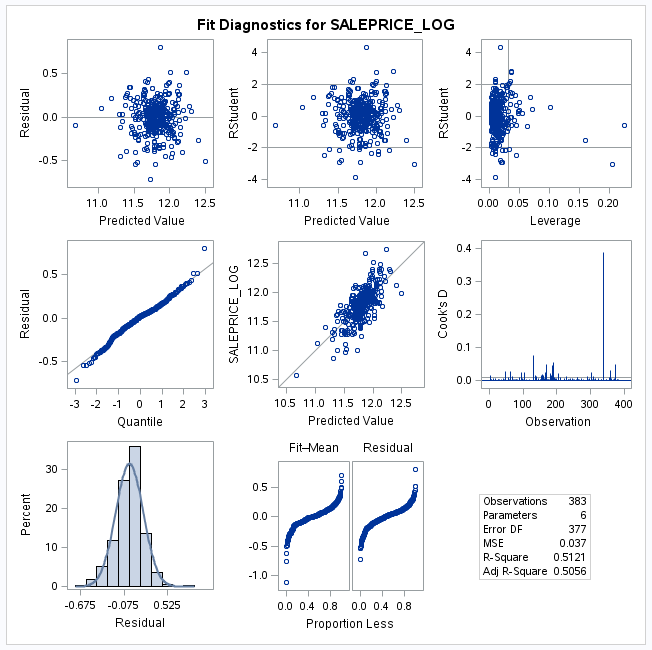 Fit Diagnostics for SALEPRICE_LOG
Residual
0.5
0.0
-0.5
11.0 11.5 12.0 12.5
Predicted Value
RStudent
4
2
0
-2
-4
11.0 11.5 12.0 12.5
Predicted Value
RStudent
4
2
0
-2
-4
0.00 0.05 0.10 0.15 0.20
Leverage
Residual
0.5
0.0
-0.5
-3 -2 -1 0 1 2 3
Quantile
SALEPRICE_LOG
12.5
12.0
11.5
11.0
10.5
10.5 11.0 11.5 12.0 12.5
Predicted Value
Cook's D
0.4
0.3
0.2
0.1
0.0
0 100 200 300 400
Observation
Percent
30
20
10
0
-0.675 -0.075 0.525
Residual
Fit–Mean Residual
0.5
0.0
-0.5
-1.0
0.0 0.4 0.8 0.0 0.4 0.8
Proportion Less
Observations 383
Parameters 6
Error DF 377
MSE 0.037
R-Square 0.5121
Adj R-Square 0.5056